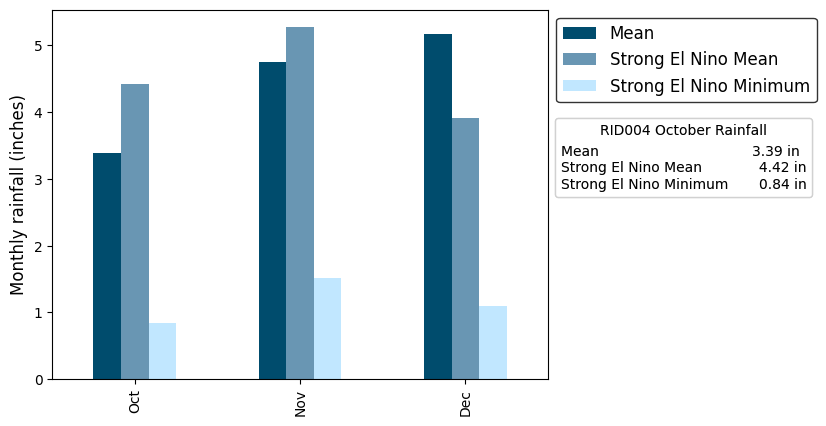 Monthly rainfall (inches)
5
4
3
2
1
0
Oct
Nov
Dec
Mean
Strong El Nino Mean
Strong El Nino Minimum
RID004 October Rainfall
Mean 3.39 in
Strong El Nino Mean 4.42 in
Strong El Nino Minimum 0.84 in